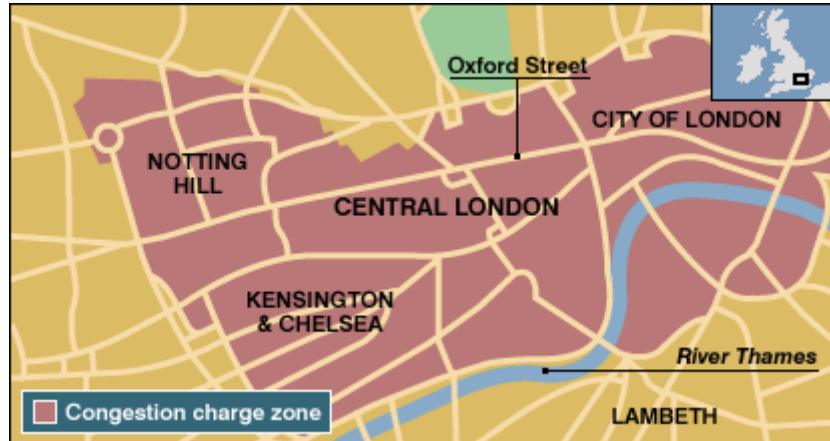 Oxford Street
CITY OF LONDON
NOTTING
HILL
CENTRAL LONDON
KENSINGTON
& CHELSEA
River Thames
Congestion charge zone
LAMBETH